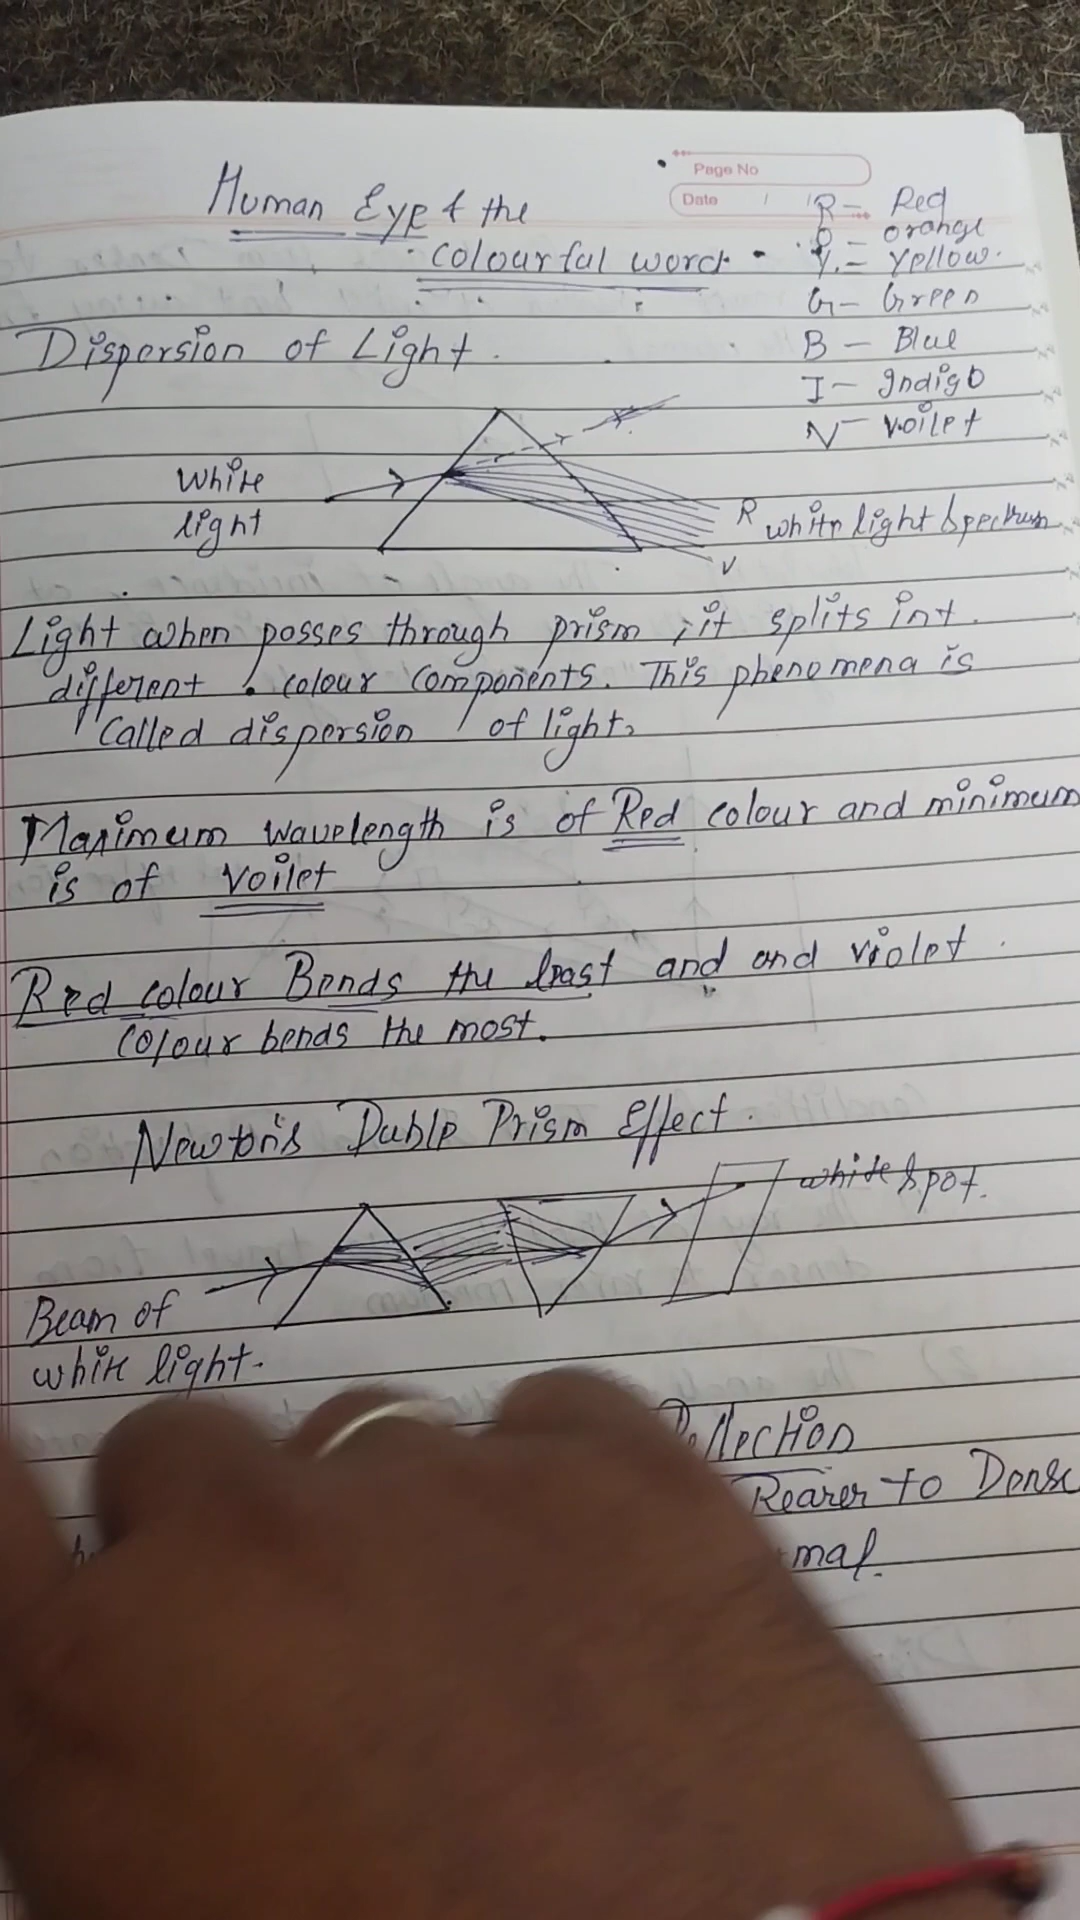 Page No
Date / /
Human Eye & the
colourful word.
R - Red
O = orange
Y. = Yellow.
G - Green
B - Blue
I - Indigo
V - Voilet
Dispersion of Light.
White
light
R white light Spectrum
V
Light when posses through prism ; it splits int.
different colour components. This phenomena is
called dispersion of light.
Maximum wavelength is of Red colour and minimum
is of Voilet
Red colour Bends the least and and violet.
colour bends the most.
Newton's Duble Prism Effect.
white spot.
Beam of
white light.
Rearer to Dense
mal.